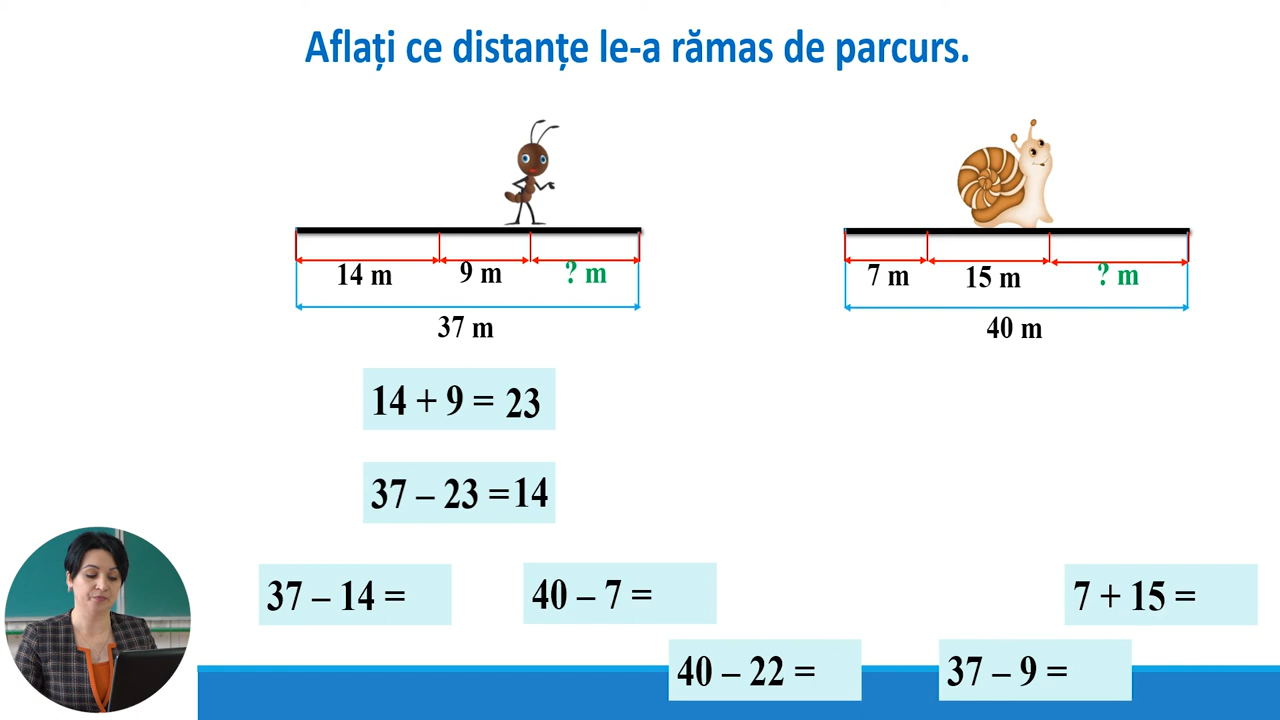 Aflați ce distanțe le-a rămas de parcurs.
14 m 9 m ? m
37 m
7 m 15 m ? m
40 m
14 + 9 = 23
37 – 23 = 14
37 – 14 =
40 – 7 =
7 + 15 =
40 – 22 =
37 – 9 =